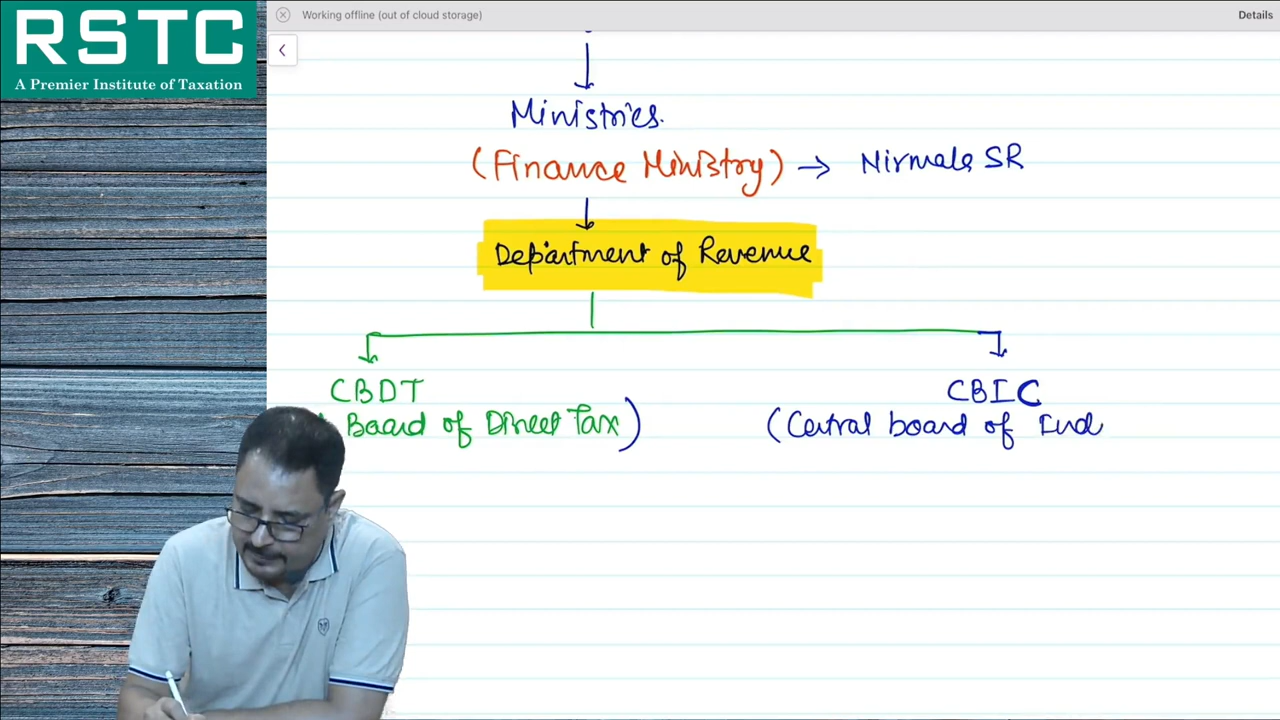 RSTC
A Premier Institute of Taxation
Working offline (out of cloud storage)
Details
Ministries.
(Finance Ministry) → Nirmala SR
Department of Revenue
CBDT
Board of Direct Tax)
CBIC
(Central board of Ind